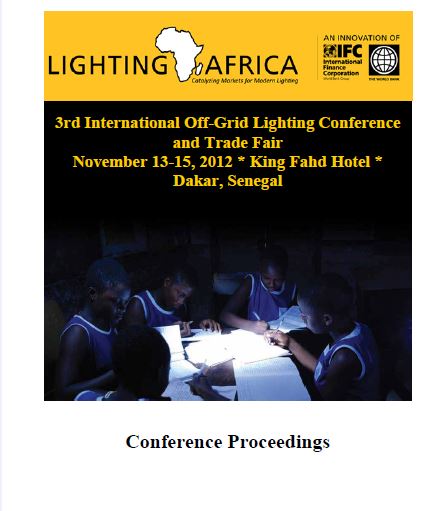 LIGHTING AFRICA
Catalyzing Markets for Modern Lighting
AN INNOVATION OF
IFC
International
Finance
Corporation
World Bank Group
THE WORLD BANK
3rd International Off-Grid Lighting Conference
and Trade Fair
November 13-15, 2012 * King Fahd Hotel *
Dakar, Senegal
Conference Proceedings